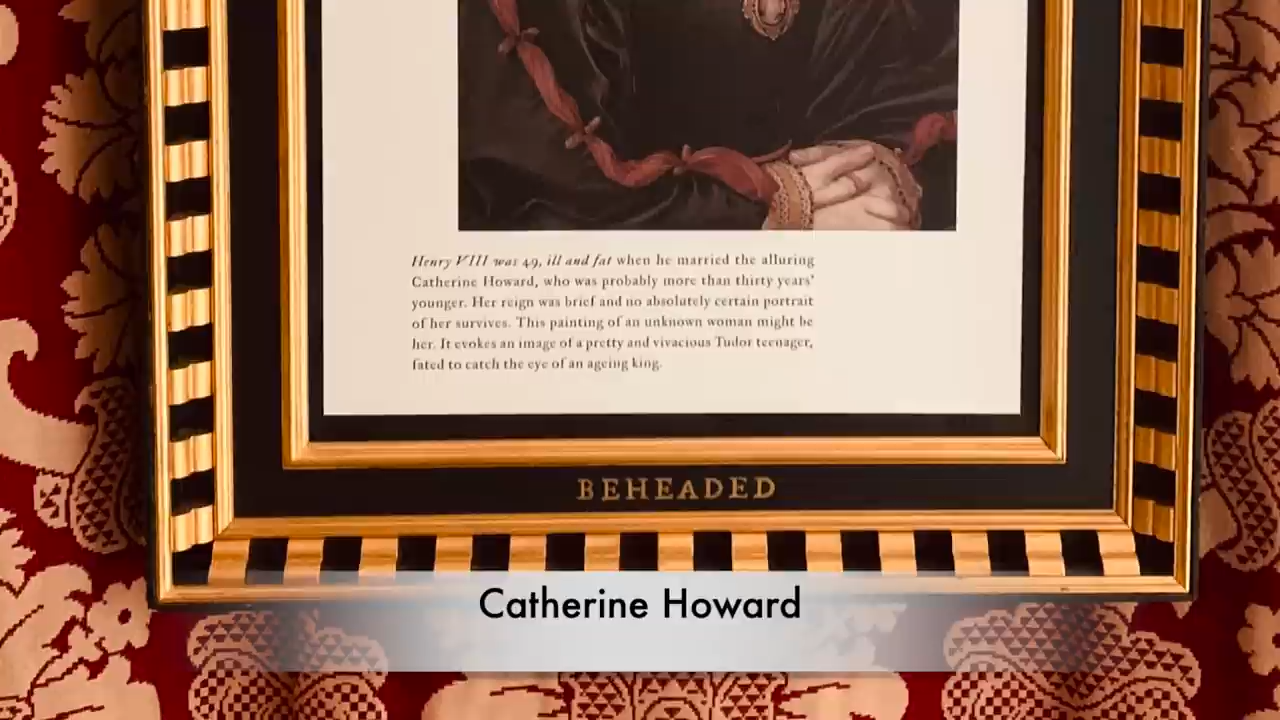 Henry VIII was 49, ill and fat when he married the alluring
Catherine Howard, who was probably more than thirty years'
younger. Her reign was brief and no absolutely certain portrait
of her survives. This painting of an unknown woman might be
her. It evokes an image of a pretty and vivacious Tudor teenager,
fated to catch the eye of an ageing king.
BEHEADED
Catherine Howard